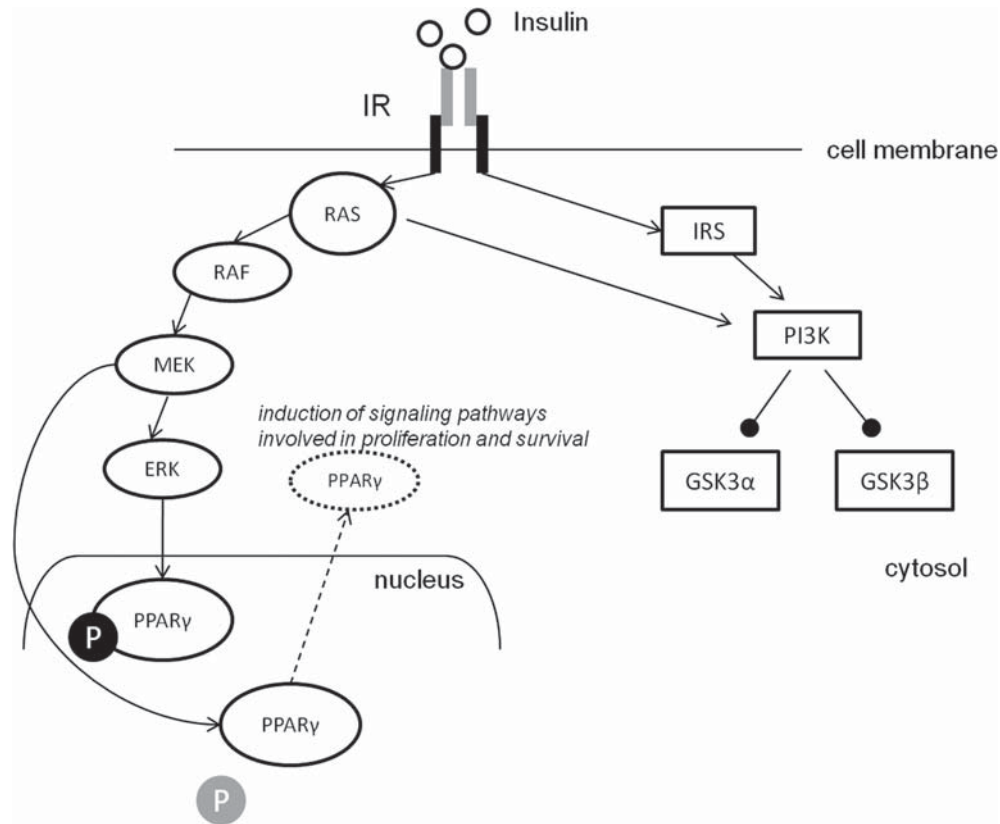 Insulin
IR
cell membrane
RAS
IRS
RAF
PI3K
MEK
induction of signaling pathways
involved in proliferation and survival
ERK
PPARγ
GSK3α
GSK3β
nucleus
cytosol
PPARγ
P
PPARγ
P